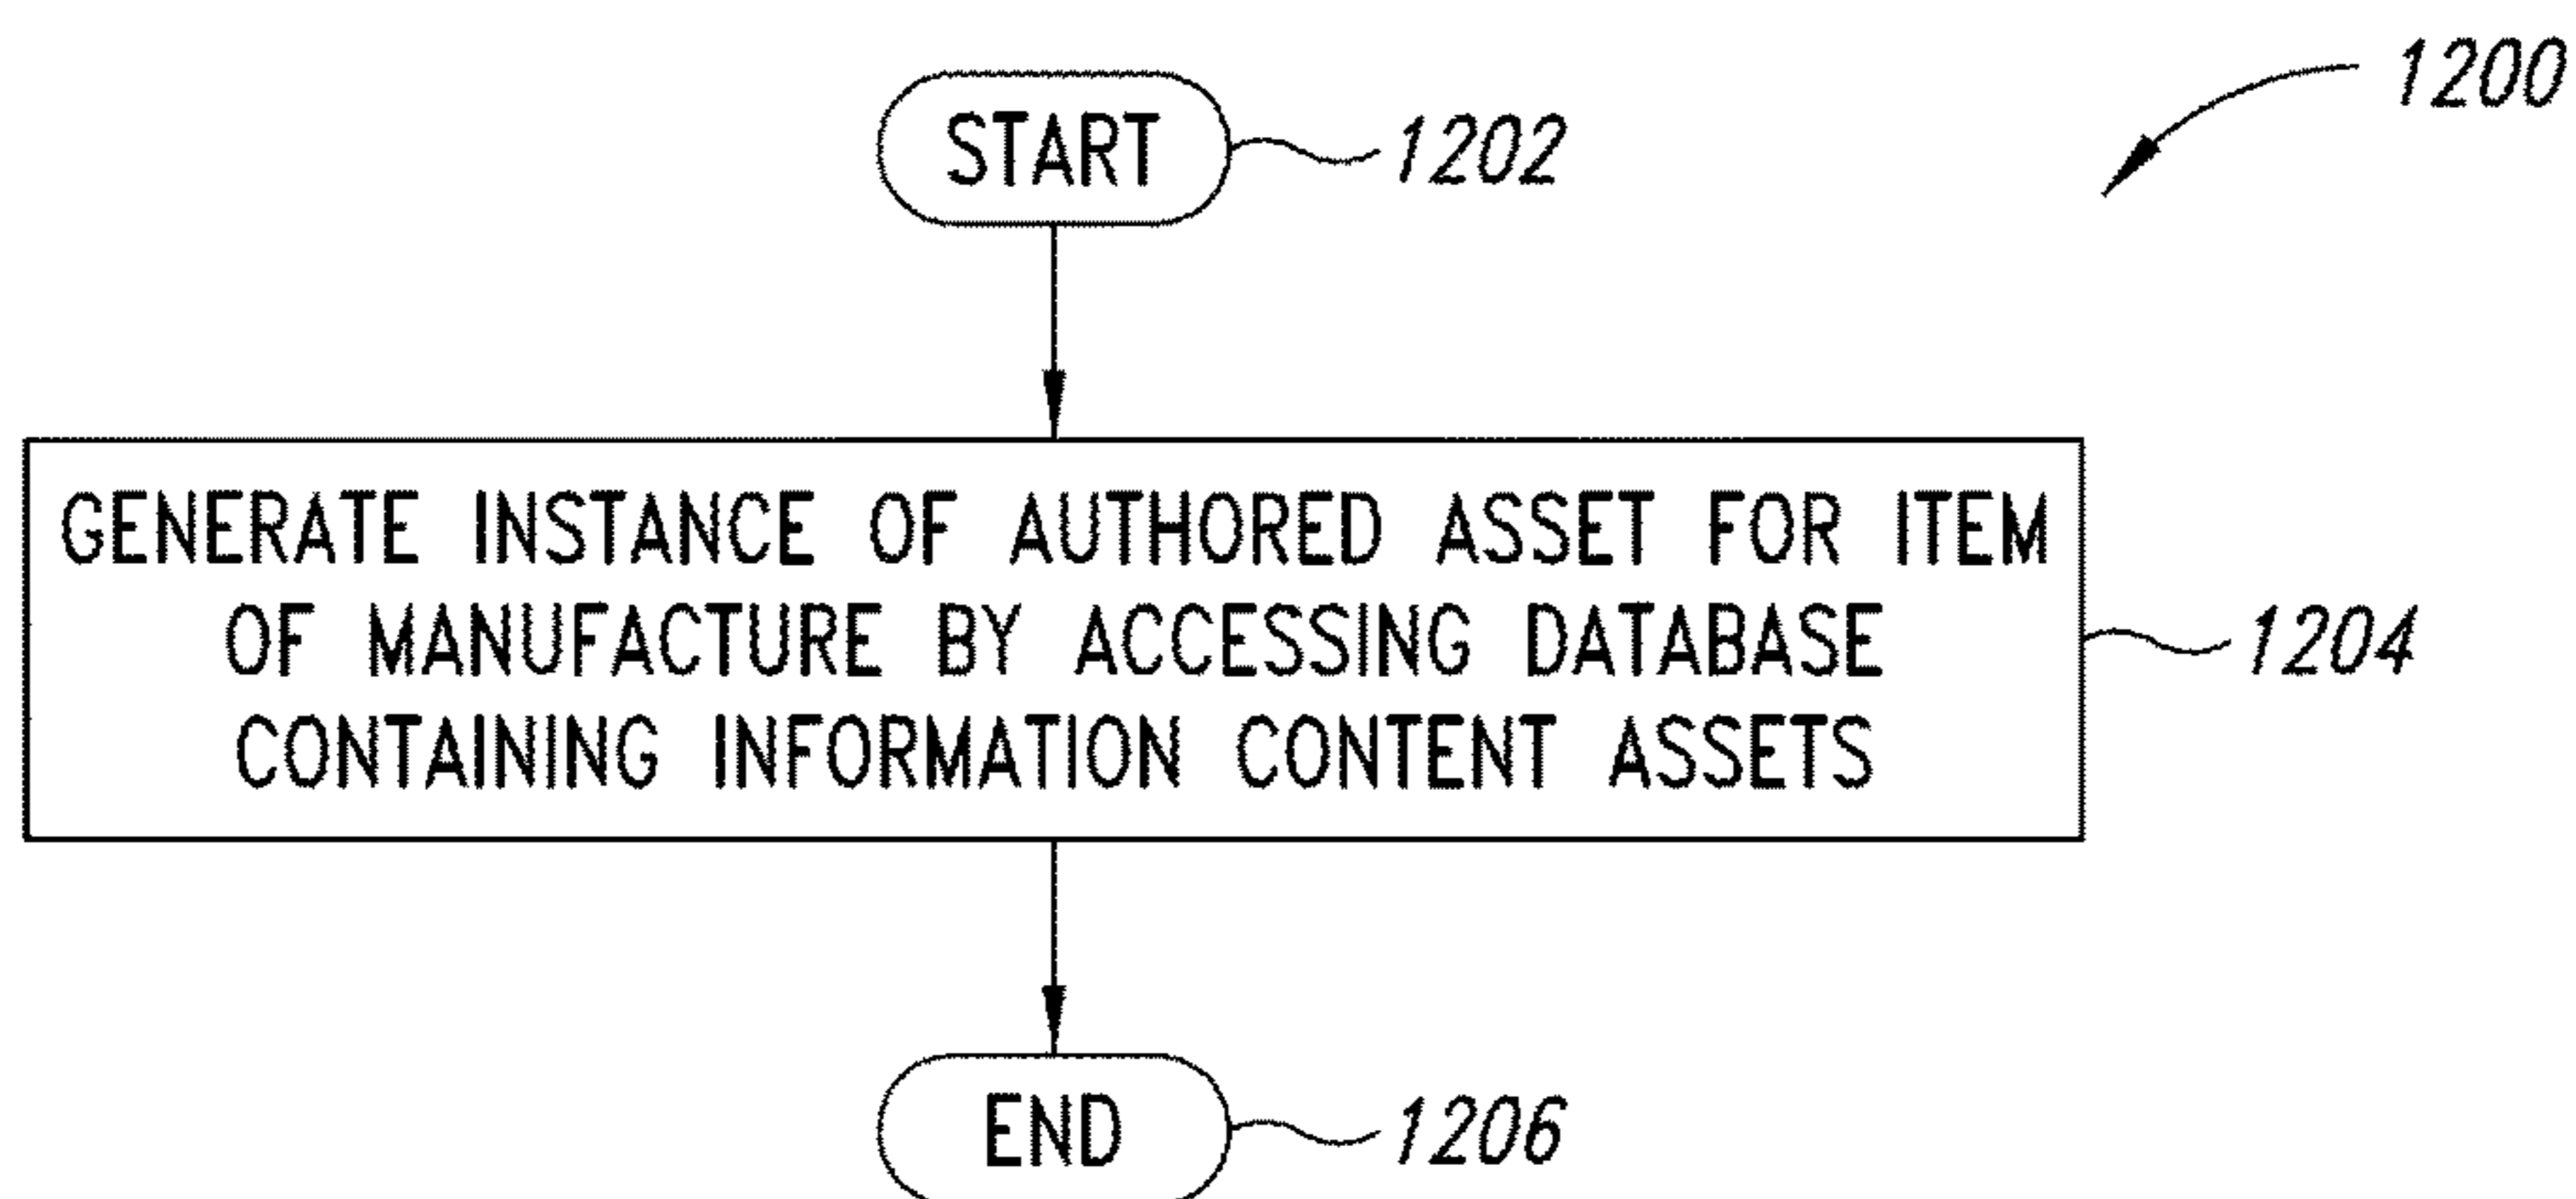 1200
START 1202
GENERATE INSTANCE OF AUTHORED ASSET FOR ITEM
OF MANUFACTURE BY ACCESSING DATABASE
1204
CONTAINING INFORMATION CONTENT ASSETS
END 1206